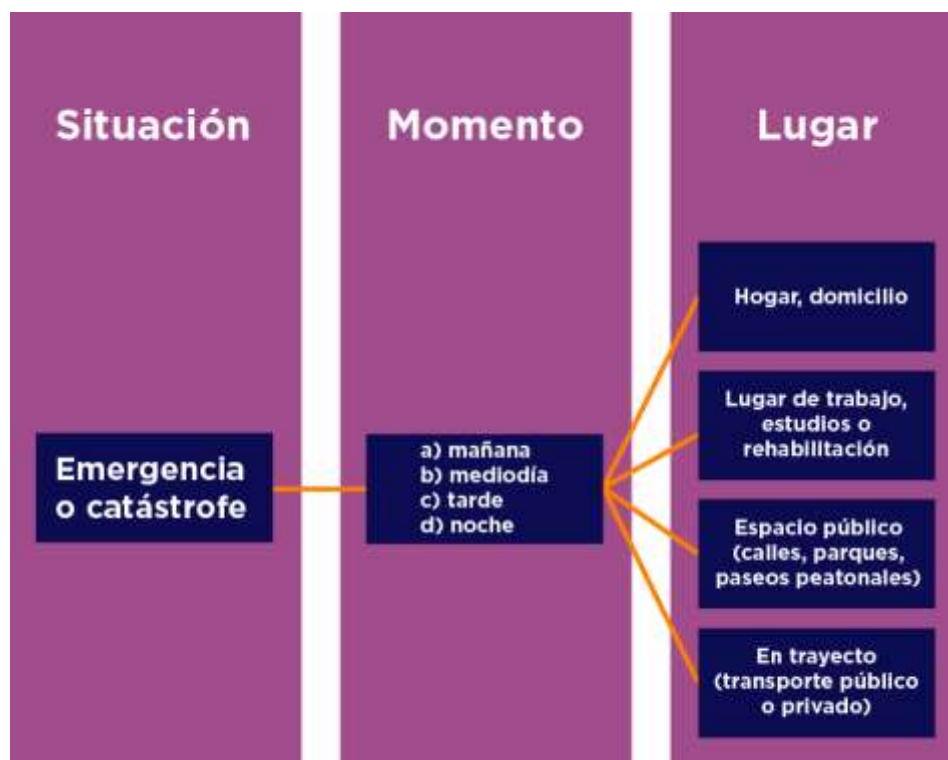 Situación
Momento
Lugar
Emergencia
o catástrofe
a) mañana
b) mediodía
c) tarde
d) noche
Hogar, domicilio
Lugar de trabajo,
estudios o
rehabilitación
Espacio público
(calles, parques,
paseos peatonales)
En trayecto
(transporte público
o privado)